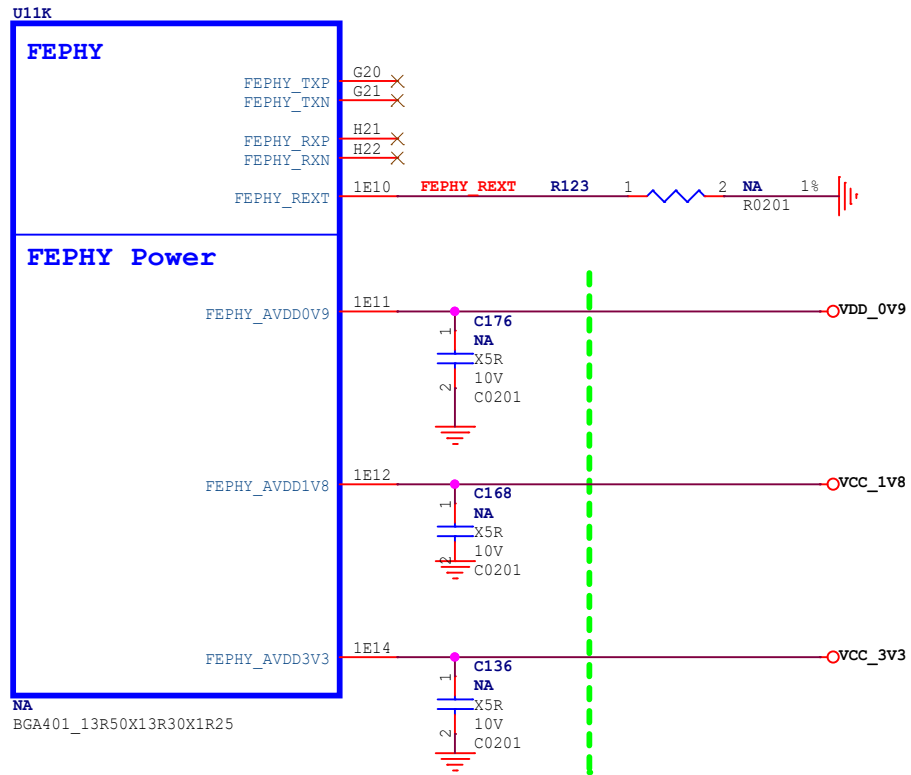 U11K
FEPHY
FEPHY_TXP G20
FEPHY_TXN G21
FEPHY_RXP H21
FEPHY_RXN H22
FEPHY_REXT 1E10 FEPHY_REXT R123 1 2 NA 1%
R0201
FEPHY Power
FEPHY_AVDD0V9 1E11 VDD_0V9
1 C176
NA
X5R
10V
2 C0201
FEPHY_AVDD1V8 1E12 VCC_1V8
1 C168
NA
X5R
10V
2 C0201
FEPHY_AVDD3V3 1E14 VCC_3V3
1 C136
NA
X5R
10V
2 C0201
NA
BGA401_13R50X13R30X1R25